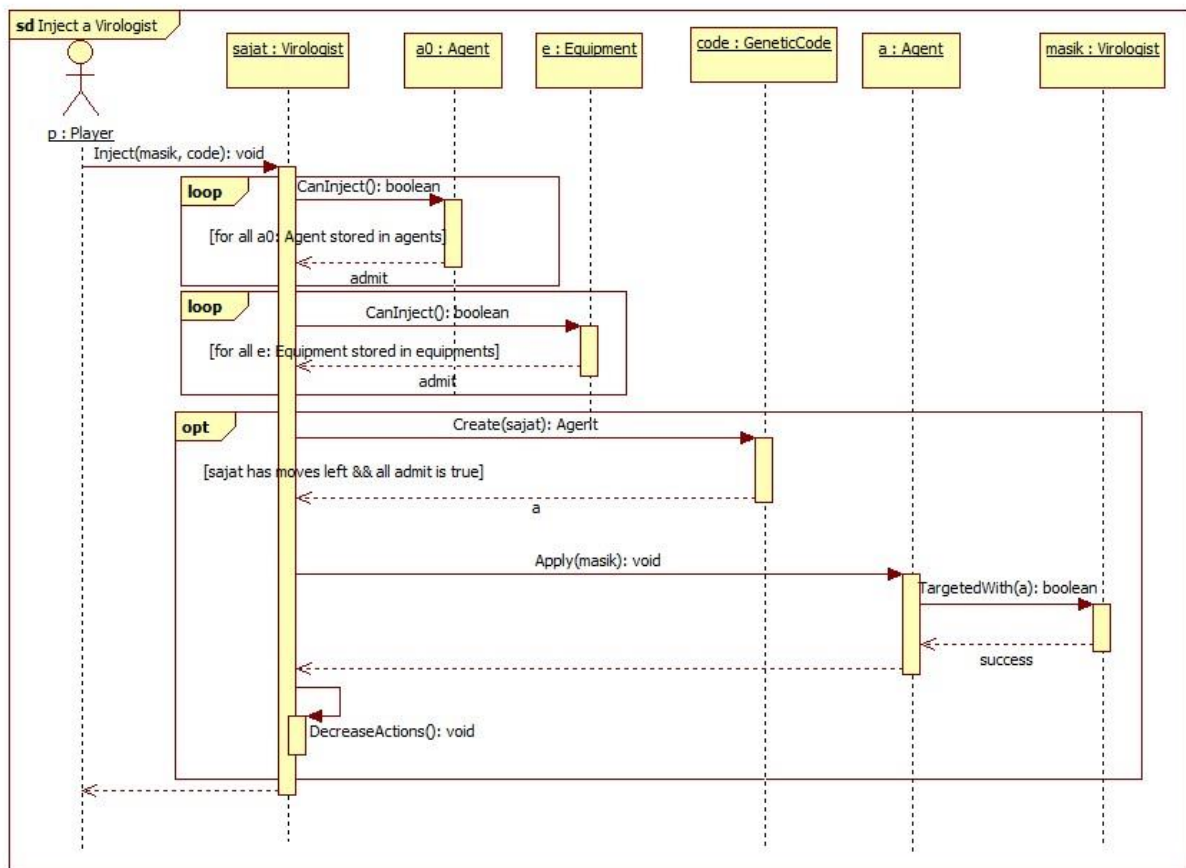 sd Inject a Virologist
sajat : Virologist
a0 : Agent
e : Equipment
code : GeneticCode
a : Agent
masik : Virologist
p : Player
Inject(masik, code): void
loop
CanInject(): boolean
[for all a0: Agent stored in agents]
admit
loop
CanInject(): boolean
[for all e: Equipment stored in equipments]
admit
opt
Create(sajat): Agent
[sajat has moves left && all admit is true]
a
Apply(masik): void
TargetedWith(a): boolean
success
DecreaseActions(): void